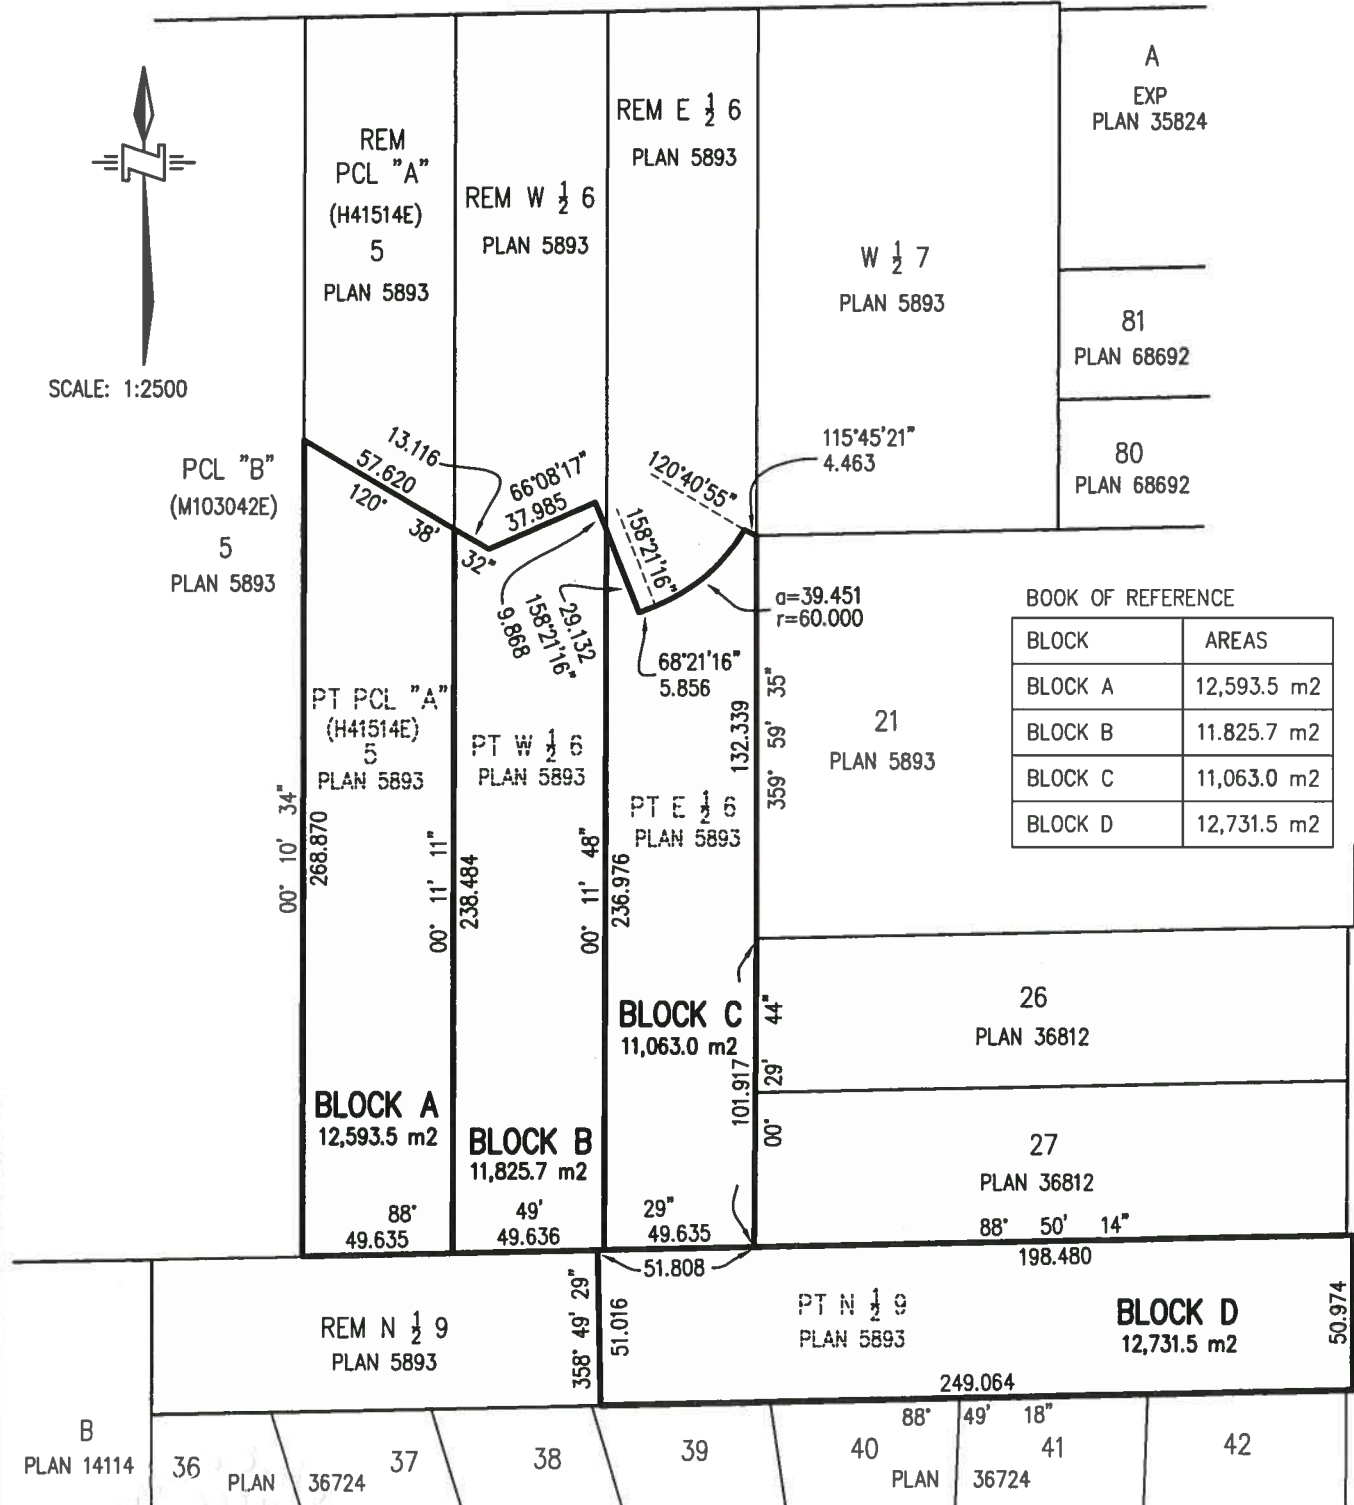 A
EXP
PLAN 35824
REM E 1/2 6
PLAN 5893
REM
PCL "A"
(H41514E)
5
PLAN 5893
REM W 1/2 6
PLAN 5893
W 1/2 7
PLAN 5893
81
PLAN 68692
SCALE: 1:2500
80
PLAN 68692
PCL "B"
(M103042E)
5
PLAN 5893
13.116
57.620
120° 38' 32"
66°08'17"
37.985
120°40'55"
115°45'21"
4.463
158°21'16"
9.868
158°21'16"
29.132
a=39.451
r=60.000
68°21'16"
5.856
BOOK OF REFERENCE
BLOCK AREAS
BLOCK A 12,593.5 m2
BLOCK B 11.825.7 m2
BLOCK C 11,063.0 m2
BLOCK D 12,731.5 m2
PT PCL "A"
(H41514E)
5
PLAN 5893
PT W 1/2 6
PLAN 5893
PT E 1/2 6
PLAN 5893
132.339
359° 59' 35"
21
PLAN 5893
00° 10' 34"
268.870
00° 11' 11"
238.484
00° 11' 48"
236.976
26
PLAN 36812
BLOCK C
11,063.0 m2
101.917
00° 29' 44"
BLOCK A
12,593.5 m2
BLOCK B
11,825.7 m2
27
PLAN 36812
88° 49' 29"
49.635
49.636
49.635
88° 50' 14"
198.480
51.808
REM N 1/2 9
PLAN 5893
358° 49' 29"
51.016
PT N 1/2 9
PLAN 5893
BLOCK D
12,731.5 m2
50.974
249.064
88° 49' 18"
B
PLAN 14114
36
37
38
39
40
41
42
PLAN 36724
PLAN 36724